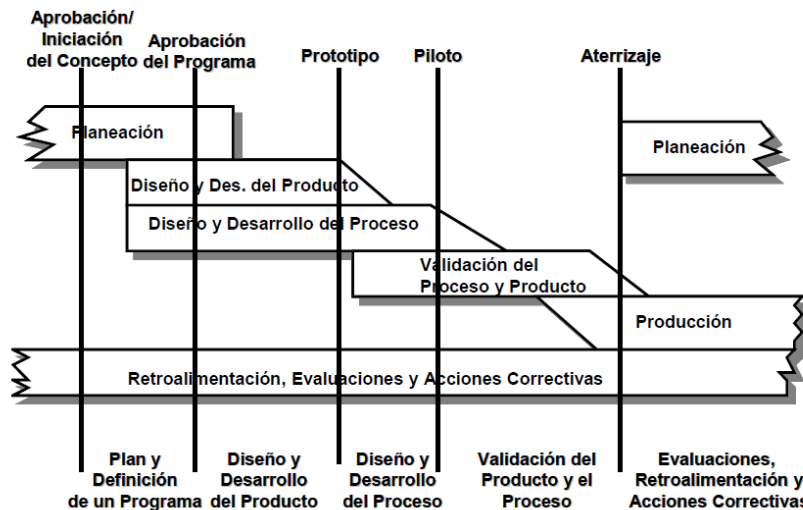 Aprobación/
Iniciación
del Concepto
Aprobación
del Programa
Prototipo
Piloto
Aterrizaje
Planeación
Planeación
Diseño y Des. del Producto
Diseño y Desarrollo del Proceso
Validación del
Proceso y Producto
Producción
Retroalimentación, Evaluaciones y Acciones Correctivas
Plan y
Definición
de un Programa
Diseño y
Desarrollo
del Producto
Diseño y
Desarrollo
del Proceso
Validación del
Producto y el
Proceso
Evaluaciones,
Retroalimentación y
Acciones Correctivas